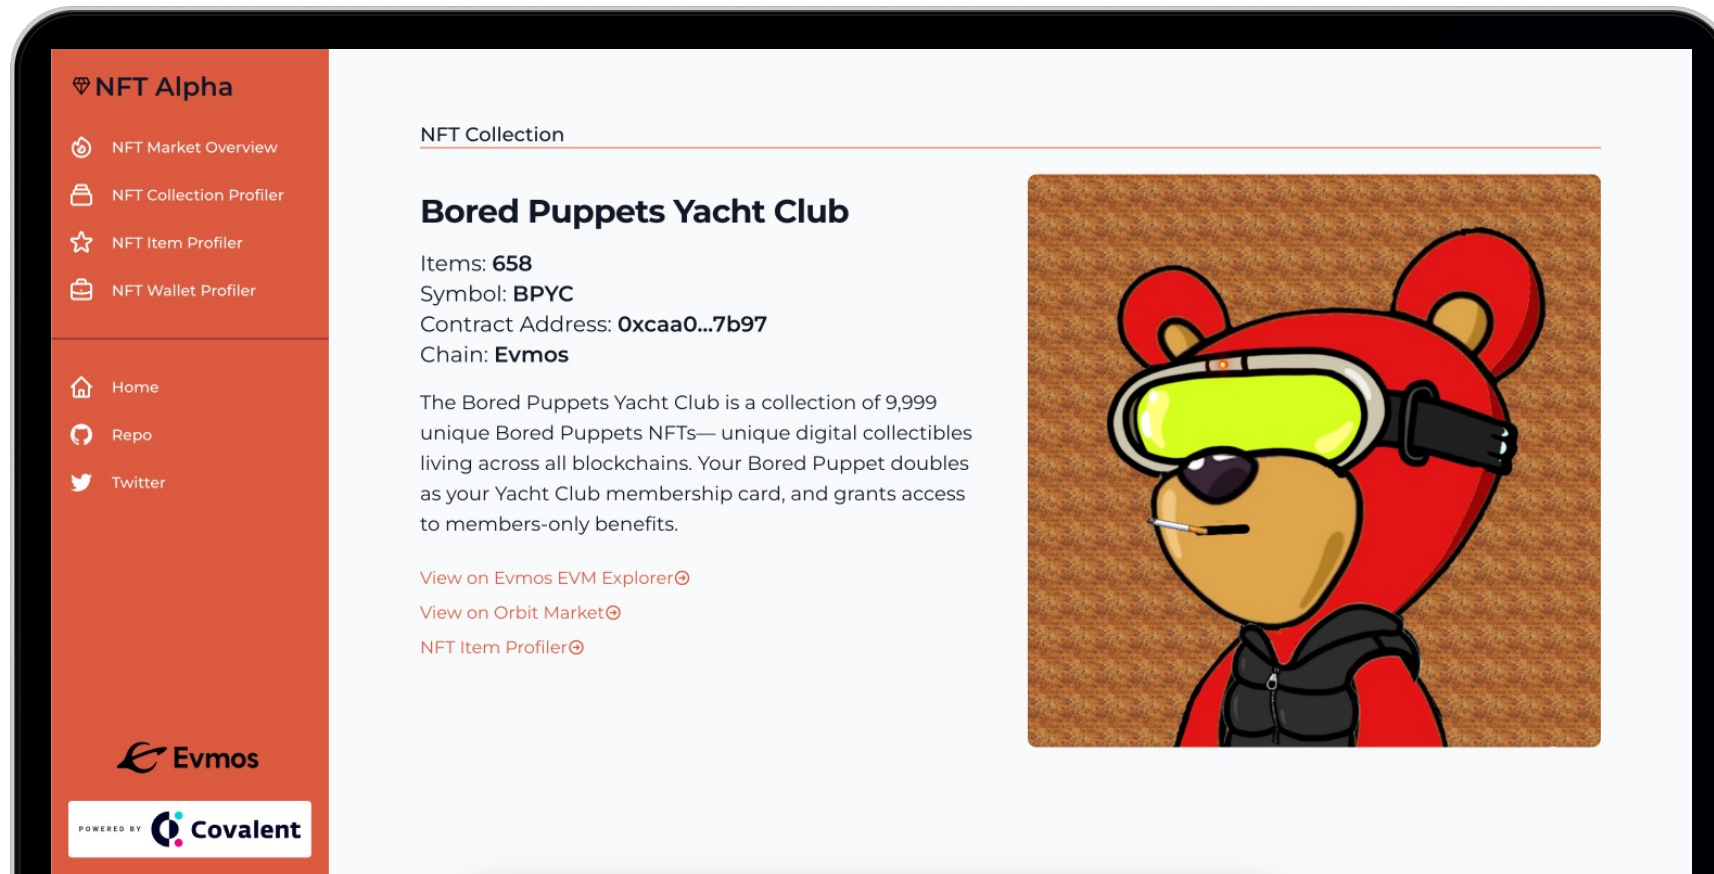 NFT Alpha
NFT Market Overview
NFT Collection Profiler
NFT Item Profiler
NFT Wallet Profiler
Home
Repo
Twitter
Evmos
POWERED BY Covalent
NFT Collection
Bored Puppets Yacht Club
Items: 658
Symbol: BPYC
Contract Address: 0xcaa0...7b97
Chain: Evmos
The Bored Puppets Yacht Club is a collection of 9,999
unique Bored Puppets NFTs— unique digital collectibles
living across all blockchains. Your Bored Puppet doubles
as your Yacht Club membership card, and grants access
to members-only benefits.
View on Evmos EVM Explorer
View on Orbit Market
NFT Item Profiler